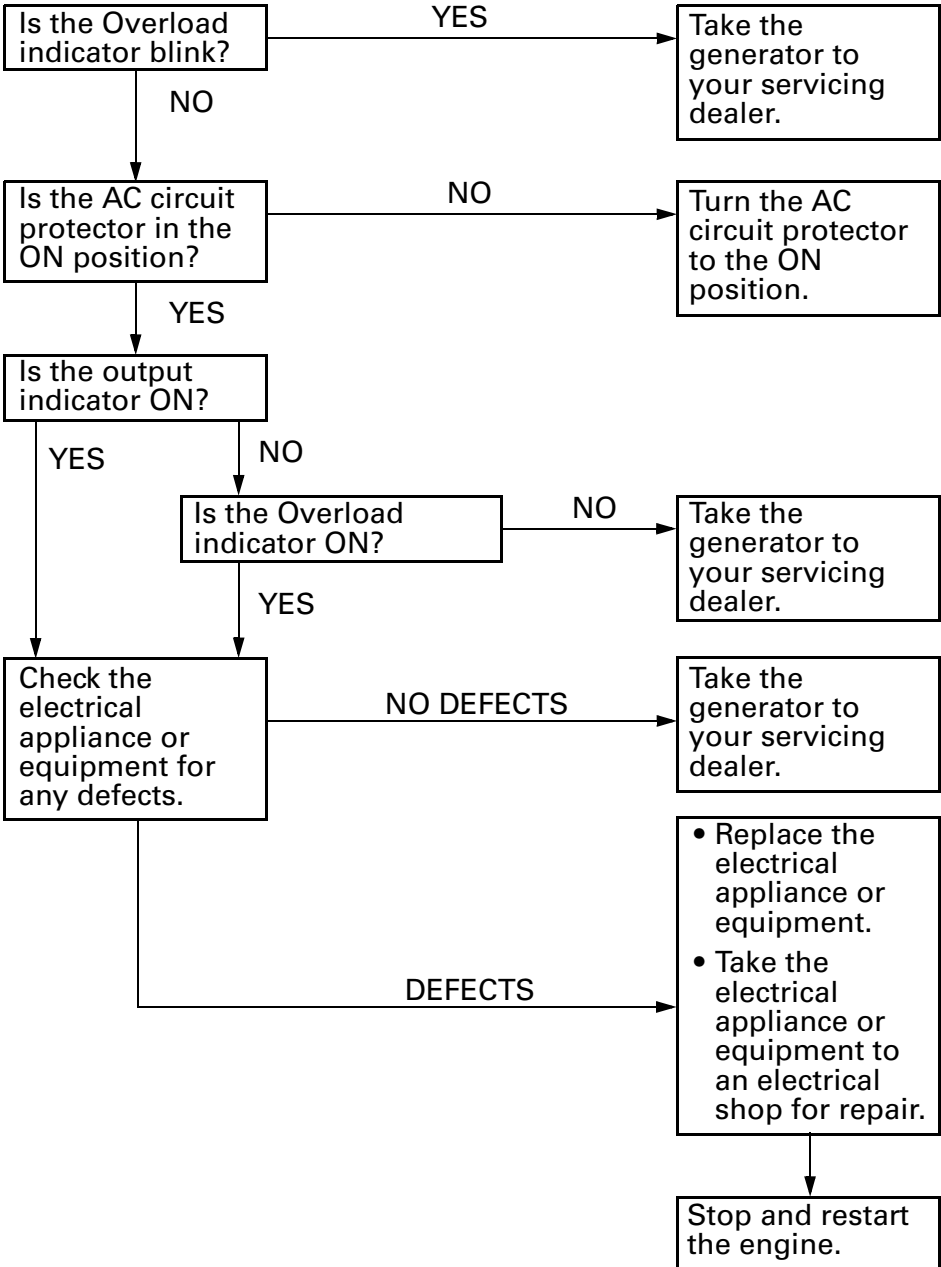 Is the Overload
indicator blink?
YES
Take the
generator to
your servicing
dealer.
NO
Is the AC circuit
protector in the
ON position?
NO
Turn the AC
circuit protector
to the ON
position.
YES
Is the output
indicator ON?
YES
NO
Is the Overload
indicator ON?
NO
Take the
generator to
your servicing
dealer.
YES
Check the
electrical
appliance or
equipment for
any defects.
NO DEFECTS
Take the
generator to
your servicing
dealer.
DEFECTS
• Replace the
electrical
appliance or
equipment.
• Take the
electrical
appliance or
equipment to
an electrical
shop for repair.
Stop and restart
the engine.